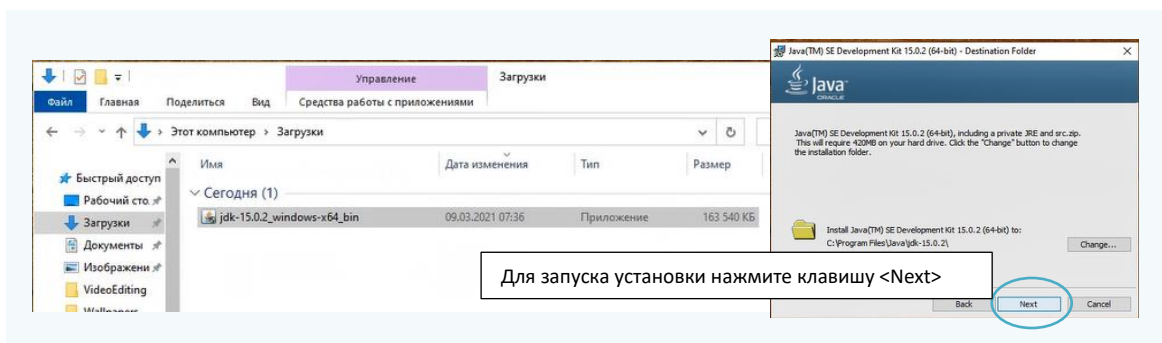 Управление
Загрузки
Файл
Главная
Поделиться
Вид
Средства работы с приложениями
Этот компьютер
Загрузки
Имя
Дата изменения
Тип
Размер
Быстрый доступ
Рабочий сто.
Загрузки
Документы
Изображени
VideoEditing
Wallpapers
Сегодня (1)
jdk-15.0.2_windows-x64_bin
09.03.2021 07:36
Приложение
163 540 КБ
Java(TM) SE Development Kit 15.0.2 (64-bit) - Destination Folder
Java™
ORACLE
Java(TM) SE Development Kit 15.0.2 (64-bit), including a private JRE and src.zip.
This will require 420MB on your hard drive. Click the "Change" button to change
the installation folder.
Install Java(TM) SE Development Kit 15.0.2 (64-bit) to:
C:\Program Files\Java\jdk-15.0.2\
Change...
Для запуска установки нажмите клавишу <Next>
Back
Next
Cancel